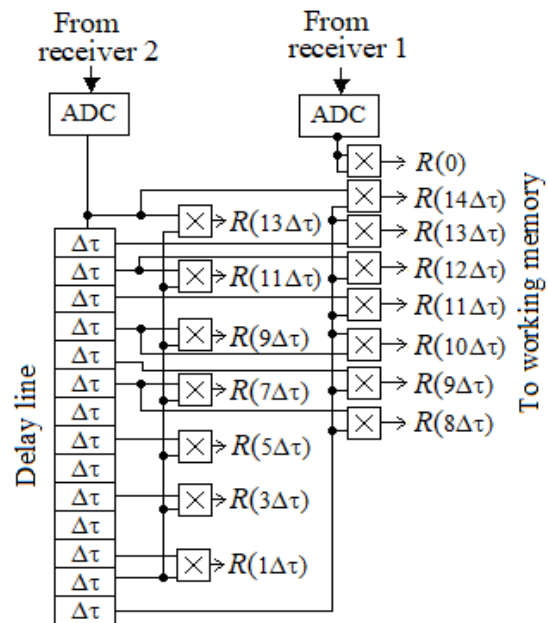 From
receiver 2
From
receiver 1
ADC
ADC
× R(0)
× R(14Δτ)
× R(13Δτ)
× R(13Δτ)
× R(12Δτ)
× R(11Δτ)
× R(11Δτ)
× R(9Δτ)
× R(10Δτ)
× R(7Δτ)
× R(9Δτ)
× R(8Δτ)
× R(5Δτ)
× R(3Δτ)
× R(1Δτ)
Δτ
Δτ
Δτ
Δτ
Δτ
Δτ
Δτ
Δτ
Δτ
Δτ
Δτ
Δτ
Δτ
Δτ
Delay line
To working memory